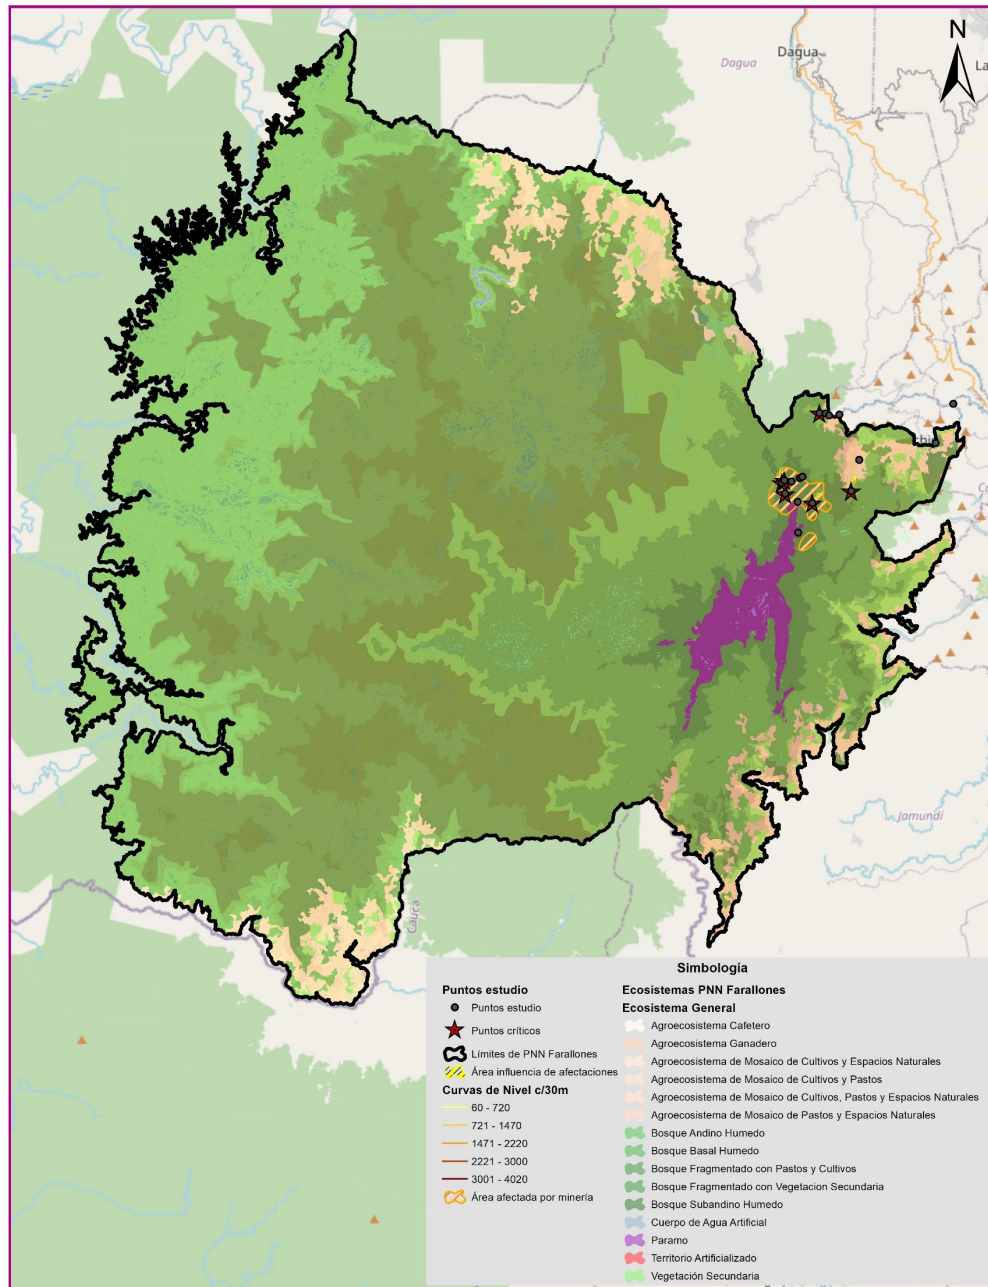 N
Dagua
Dagua
La
Jamundí
Cauca
Simbología
Puntos estudio
Puntos estudio
Puntos críticos
Límites de PNN Farallones
Área influencia de afectaciones
Curvas de Nivel c/30m
60 - 720
721 - 1470
1471 - 2220
2221 - 3000
3001 - 4020
Área afectada por minería
Ecosistemas PNN Farallones
Ecosistema General
Agroecosistema Cafetero
Agroecosistema Ganadero
Agroecosistema de Mosaico de Cultivos y Espacios Naturales
Agroecosistema de Mosaico de Cultivos y Pastos
Agroecosistema de Mosaico de Cultivos, Pastos y Espacios Naturales
Agroecosistema de Mosaico de Pastos y Espacios Naturales
Bosque Andino Humedo
Bosque Basal Humedo
Bosque Fragmentado con Pastos y Cultivos
Bosque Fragmentado con Vegetacion Secundaria
Bosque Subandino Humedo
Cuerpo de Agua Artificial
Paramo
Territorio Artificializado
Vegetación Secundaria